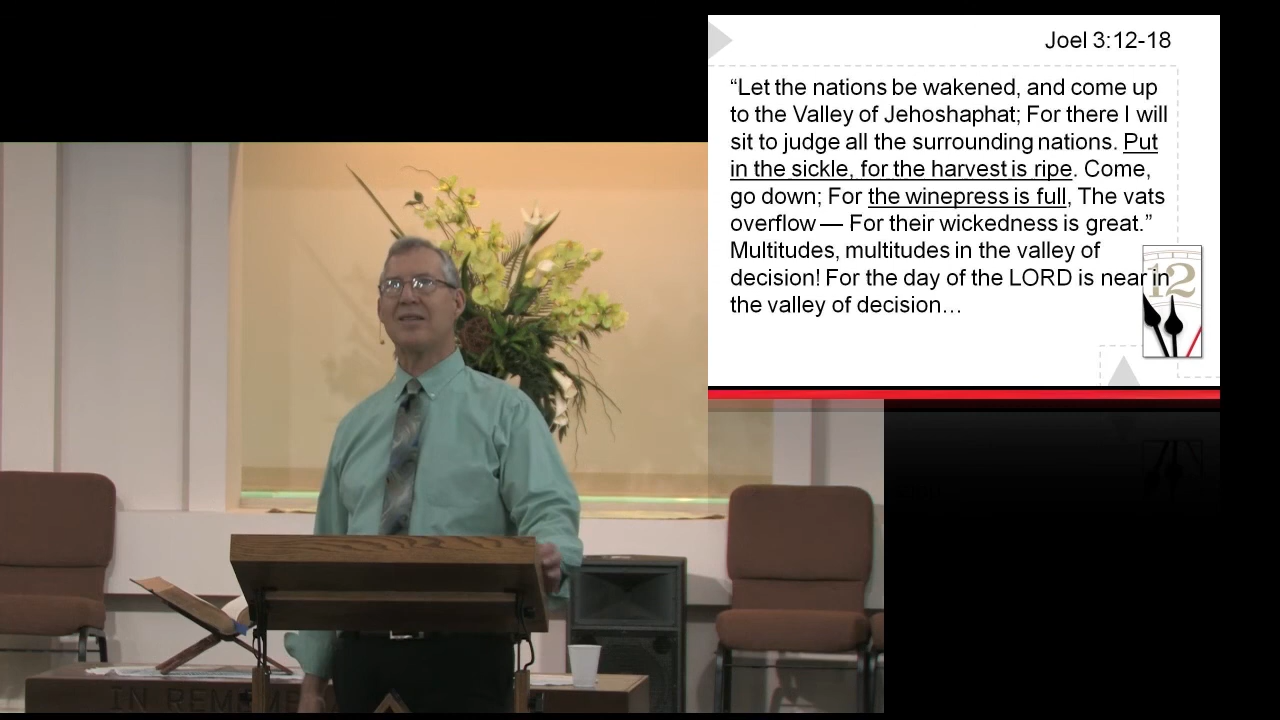 Joel 3:12-18
“Let the nations be wakened, and come up
to the Valley of Jehoshaphat; For there I will
sit to judge all the surrounding nations. Put
in the sickle, for the harvest is ripe. Come,
go down; For the winepress is full, The vats
overflow — For their wickedness is great.”
Multitudes, multitudes in the valley of
decision! For the day of the LORD is near in
the valley of decision…
12
IN REMEM